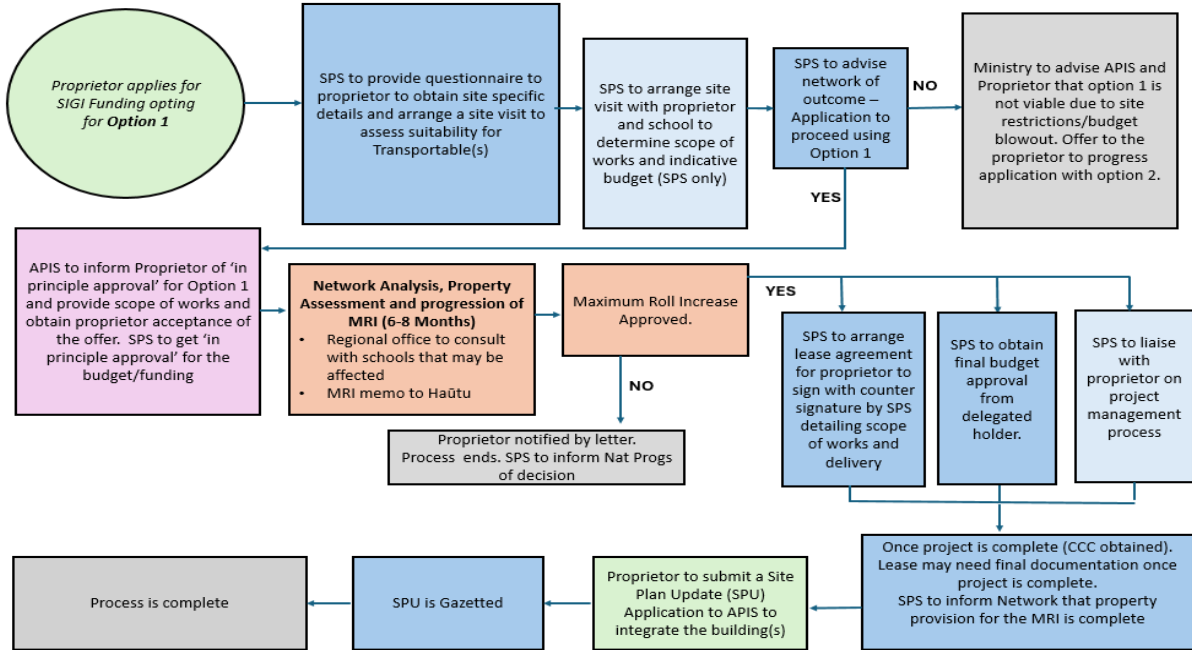 Proprietor applies for
SIGI Funding opting
for Option 1
SPS to provide questionnaire to
proprietor to obtain site specific
details and arrange a site visit to
assess suitability for
Transportable(s)
SPS to arrange site
visit with proprietor
and school to
determine scope of
works and indicative
budget (SPS only)
SPS to advise
network of
outcome –
Application to
proceed using
Option 1
NO
Ministry to advise APIS and
Proprietor that option 1 is
not viable due to site
restrictions/budget
blowout. Offer to the
proprietor to progress
application with option 2.
YES
APIS to inform Proprietor of ‘in
principle approval’ for Option 1
and provide scope of works and
obtain proprietor acceptance of
the offer. SPS to get ‘in
principle approval’ for the
budget/funding
Network Analysis, Property
Assessment and progression of
MRI (6-8 Months)
• Regional office to consult
with schools that may be
affected
• MRI memo to Haūtu
Maximum Roll Increase
Approved.
YES
NO
Proprietor notified by letter.
Process ends. SPS to inform Nat Progs
of decision
SPS to arrange
lease agreement
for proprietor to
sign with counter
signature by SPS
detailing scope
of works and
delivery
SPS to obtain
final budget
approval
from
delegated
holder.
SPS to liaise
with
proprietor on
project
management
process
Once project is complete (CCC obtained).
Lease may need final documentation once
project is complete.
SPS to inform Network that property
provision for the MRI is complete
Proprietor to submit a Site
Plan Update (SPU)
Application to APIS to
integrate the building(s)
SPU is Gazetted
Process is complete